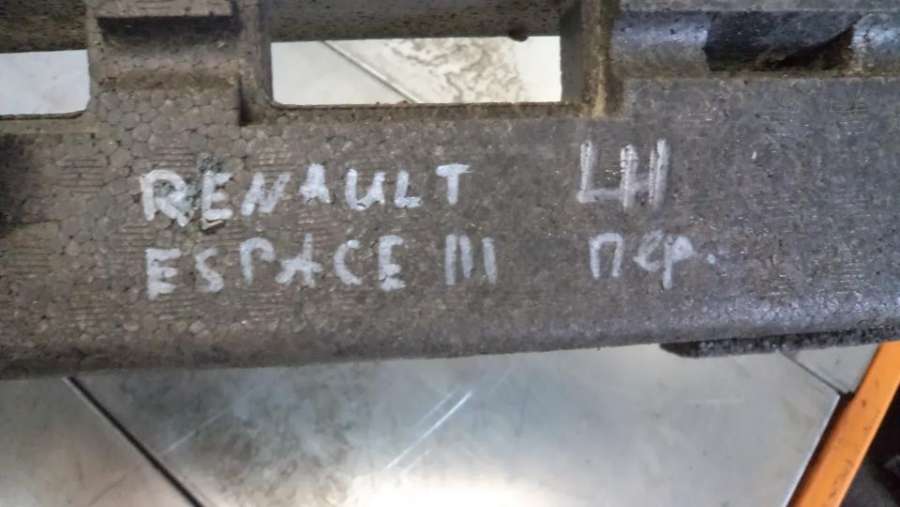 RENAULT LH
ESPACE III пер.